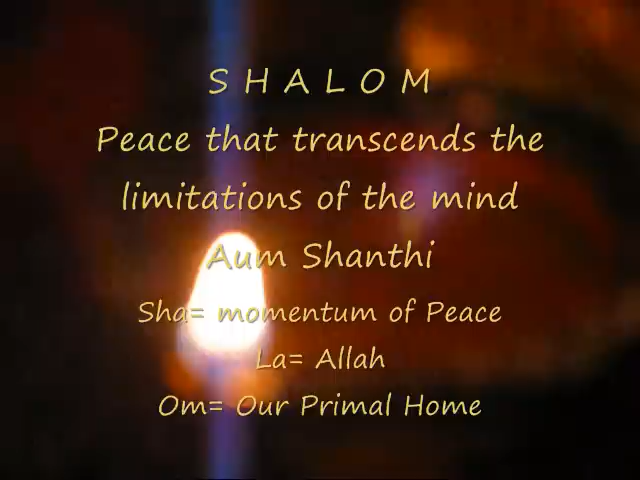 S H A L O M
Peace that transcends the
limitations of the mind
Aum Shanthi
Sha= momentum of Peace
La= Allah
Om= Our Primal Home